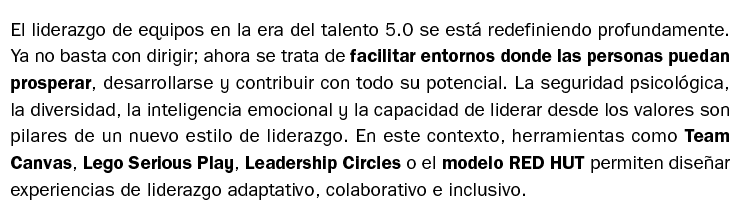 El liderazgo de equipos en la era del talento 5.0 se está redefiniendo profundamente.
Ya no basta con dirigir; ahora se trata de facilitar entornos donde las personas puedan
prosperar, desarrollarse y contribuir con todo su potencial. La seguridad psicológica,
la diversidad, la inteligencia emocional y la capacidad de liderar desde los valores son
pilares de un nuevo estilo de liderazgo. En este contexto, herramientas como Team
Canvas, Lego Serious Play, Leadership Circles o el modelo RED HUT permiten diseñar
experiencias de liderazgo adaptativo, colaborativo e inclusivo.